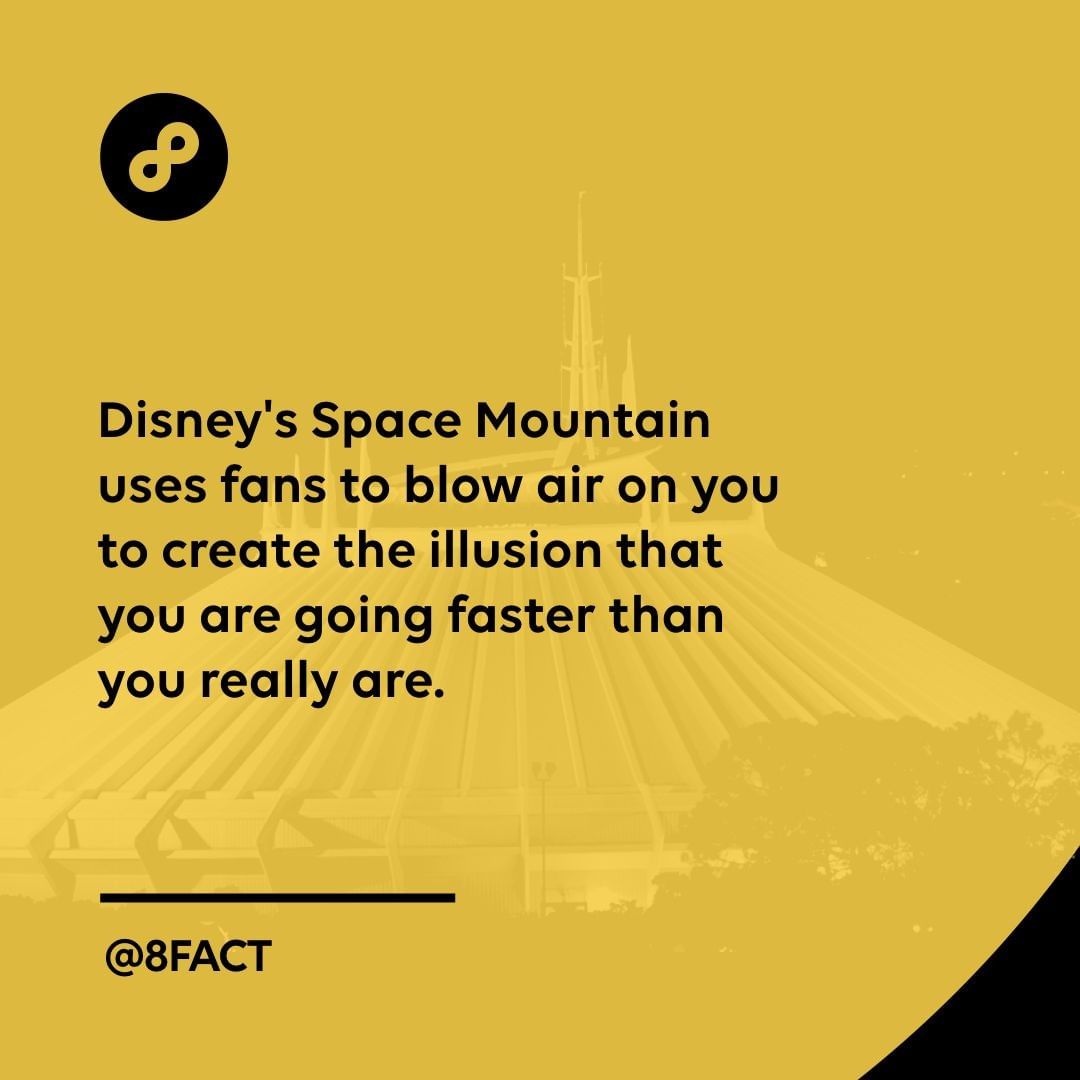 Disney's Space Mountain
uses fans to blow air on you
to create the illusion that
you are going faster than
you really are.
@8FACT